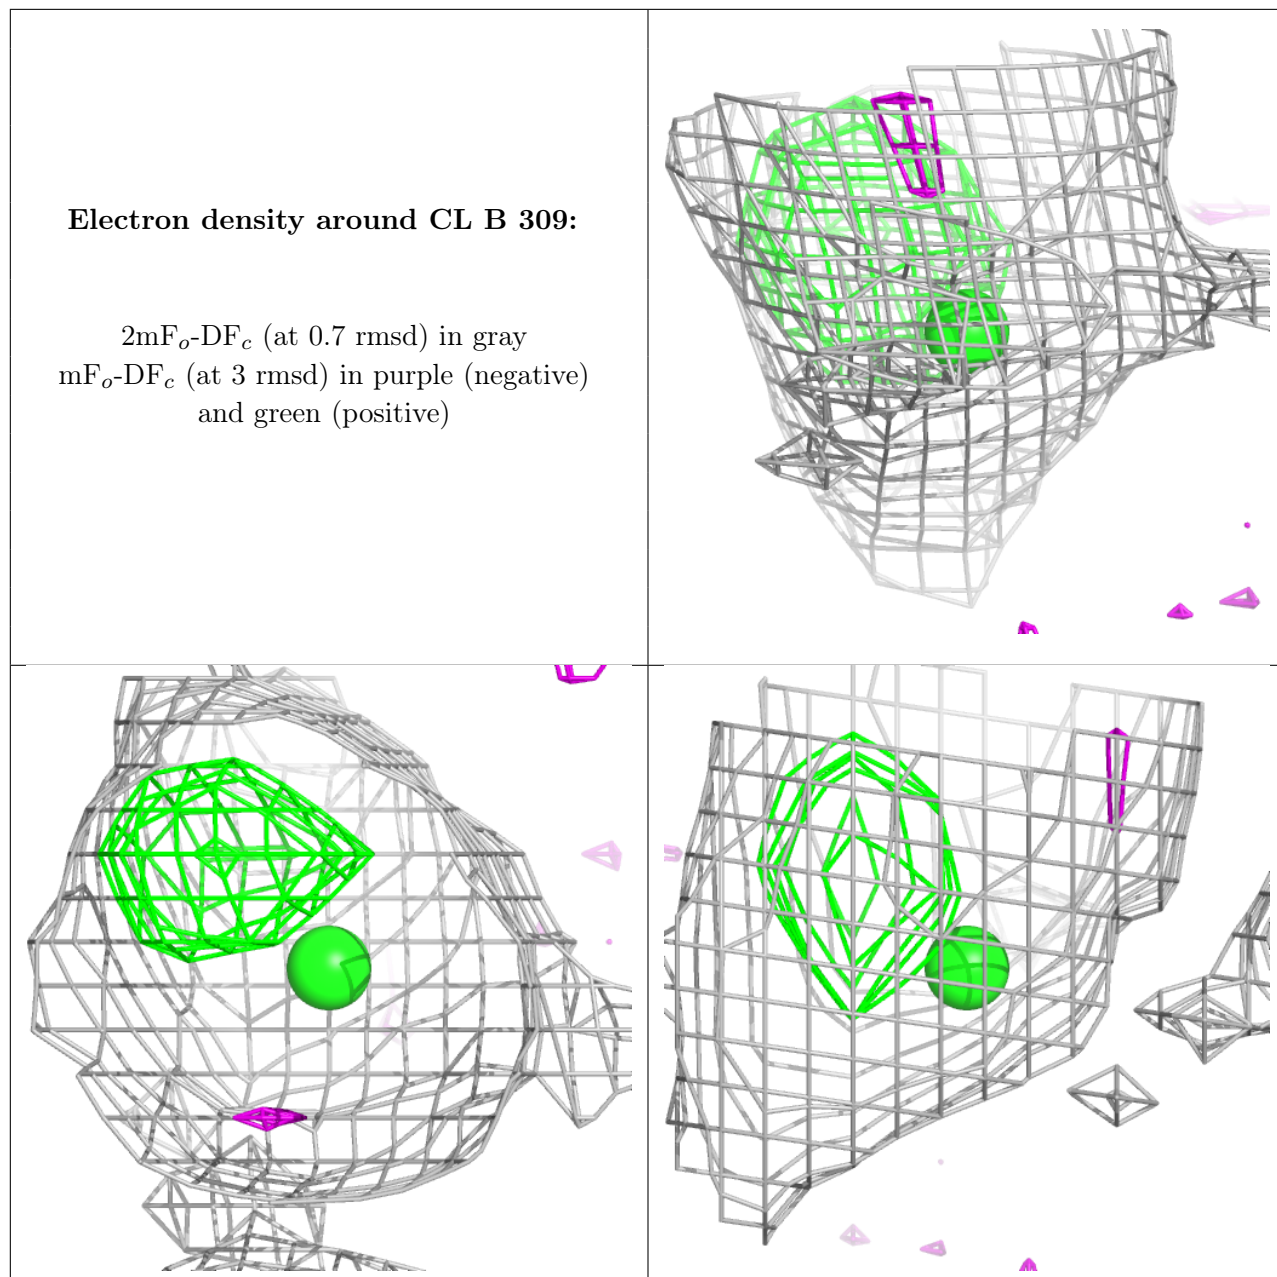 Electron density around CL B 309:
2mFo-DFc (at 0.7 rmsd) in gray
mFo-DFc (at 3 rmsd) in purple (negative)
and green (positive)